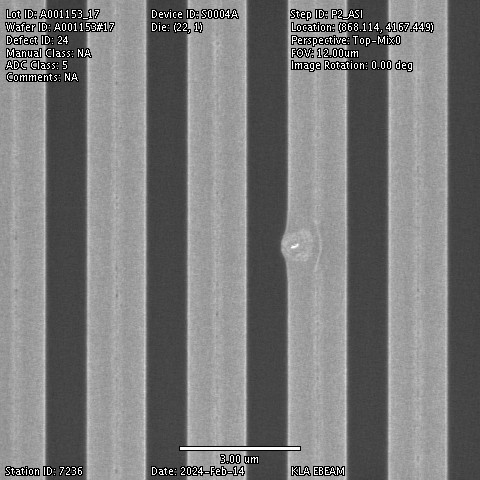 Lot ID: A001153_17
Wafer ID: A001153#17
Defect ID: 24
Manual Class: NA
ADC Class: 5
Comments: NA
Device ID: S0004A
Die: (22, 1)
Step ID: P2_ASI
Location: (868.114, 4167.449)
Perspective: Top-Mix0
FOV: 12.00um
Image Rotation: 0.00 deg
3.00 um
Station ID: 7236
Date: 2024-Feb-14
KLA EBEAM